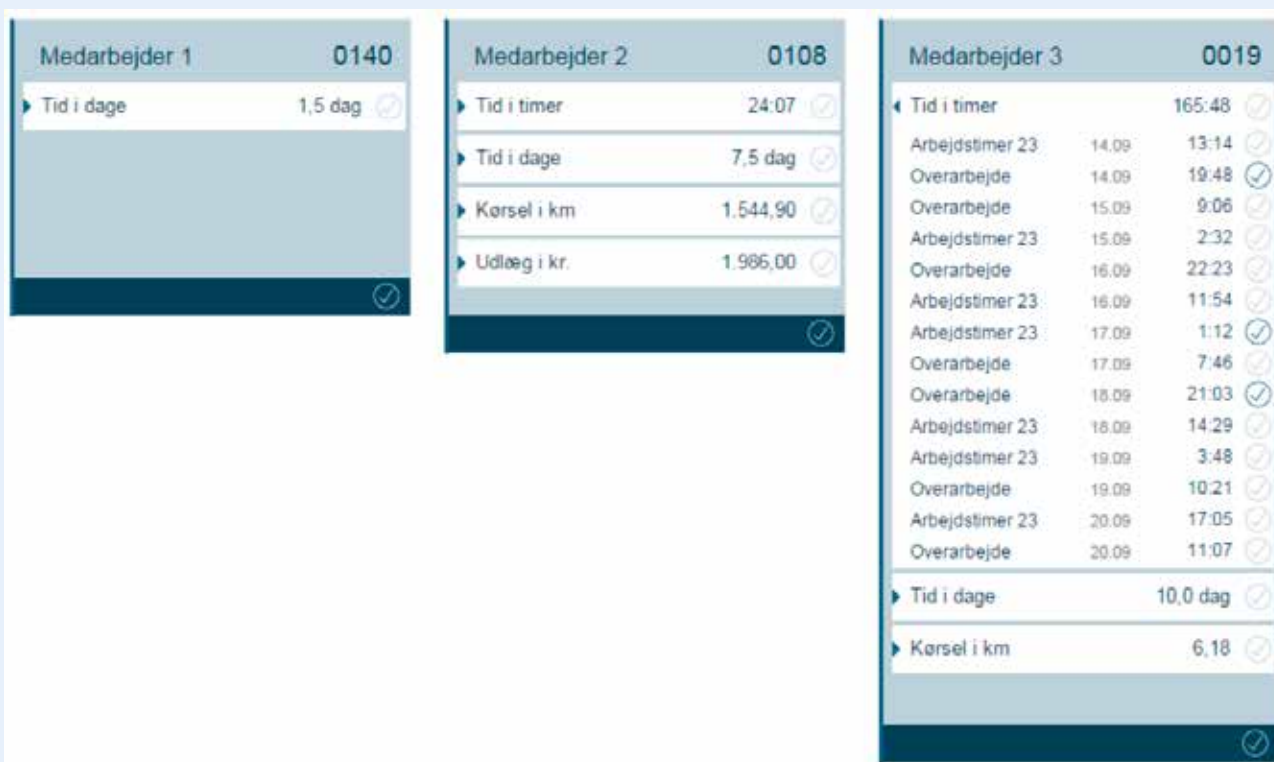 Medarbejder 1 0140
Tid i dage 1,5 dag
Medarbejder 2 0108
Tid i timer 24:07
Tid i dage 7,5 dag
Kørsel i km 1.544,90
Udlæg i kr. 1.986,00
Medarbejder 3 0019
Tid i timer 165:48
Arbejdstimer 23 14.09 13:14
Overarbejde 14.09 19:48
Overarbejde 15.09 9:06
Arbejdstimer 23 15.09 2:32
Overarbejde 16.09 22:23
Arbejdstimer 23 16.09 11:54
Arbejdstimer 23 17.09 1:12
Overarbejde 17.09 7:46
Overarbejde 18.09 21:03
Arbejdstimer 23 18.09 14:29
Arbejdstimer 23 19.09 3:48
Overarbejde 19.09 10:21
Arbejdstimer 23 20.09 17:05
Overarbejde 20.09 11:07
Tid i dage 10,0 dag
Kørsel i km 6,18